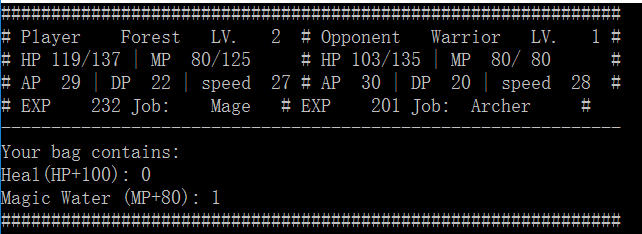 ################################################################
# Player    Forest   LV.   2  # Opponent   Warrior   LV.   1 #
# HP 119/137 | MP  80/125     # HP 103/135 | MP  80/ 80      #
# AP  29 | DP  22 | speed  27 # AP  30 | DP  20 | speed  28  #
# EXP    232 Job:    Mage   # EXP    201 Job:  Archer     #
----------------------------------------------------------------
Your bag contains:
Heal(HP+100): 0
Magic Water (MP+80): 1
################################################################